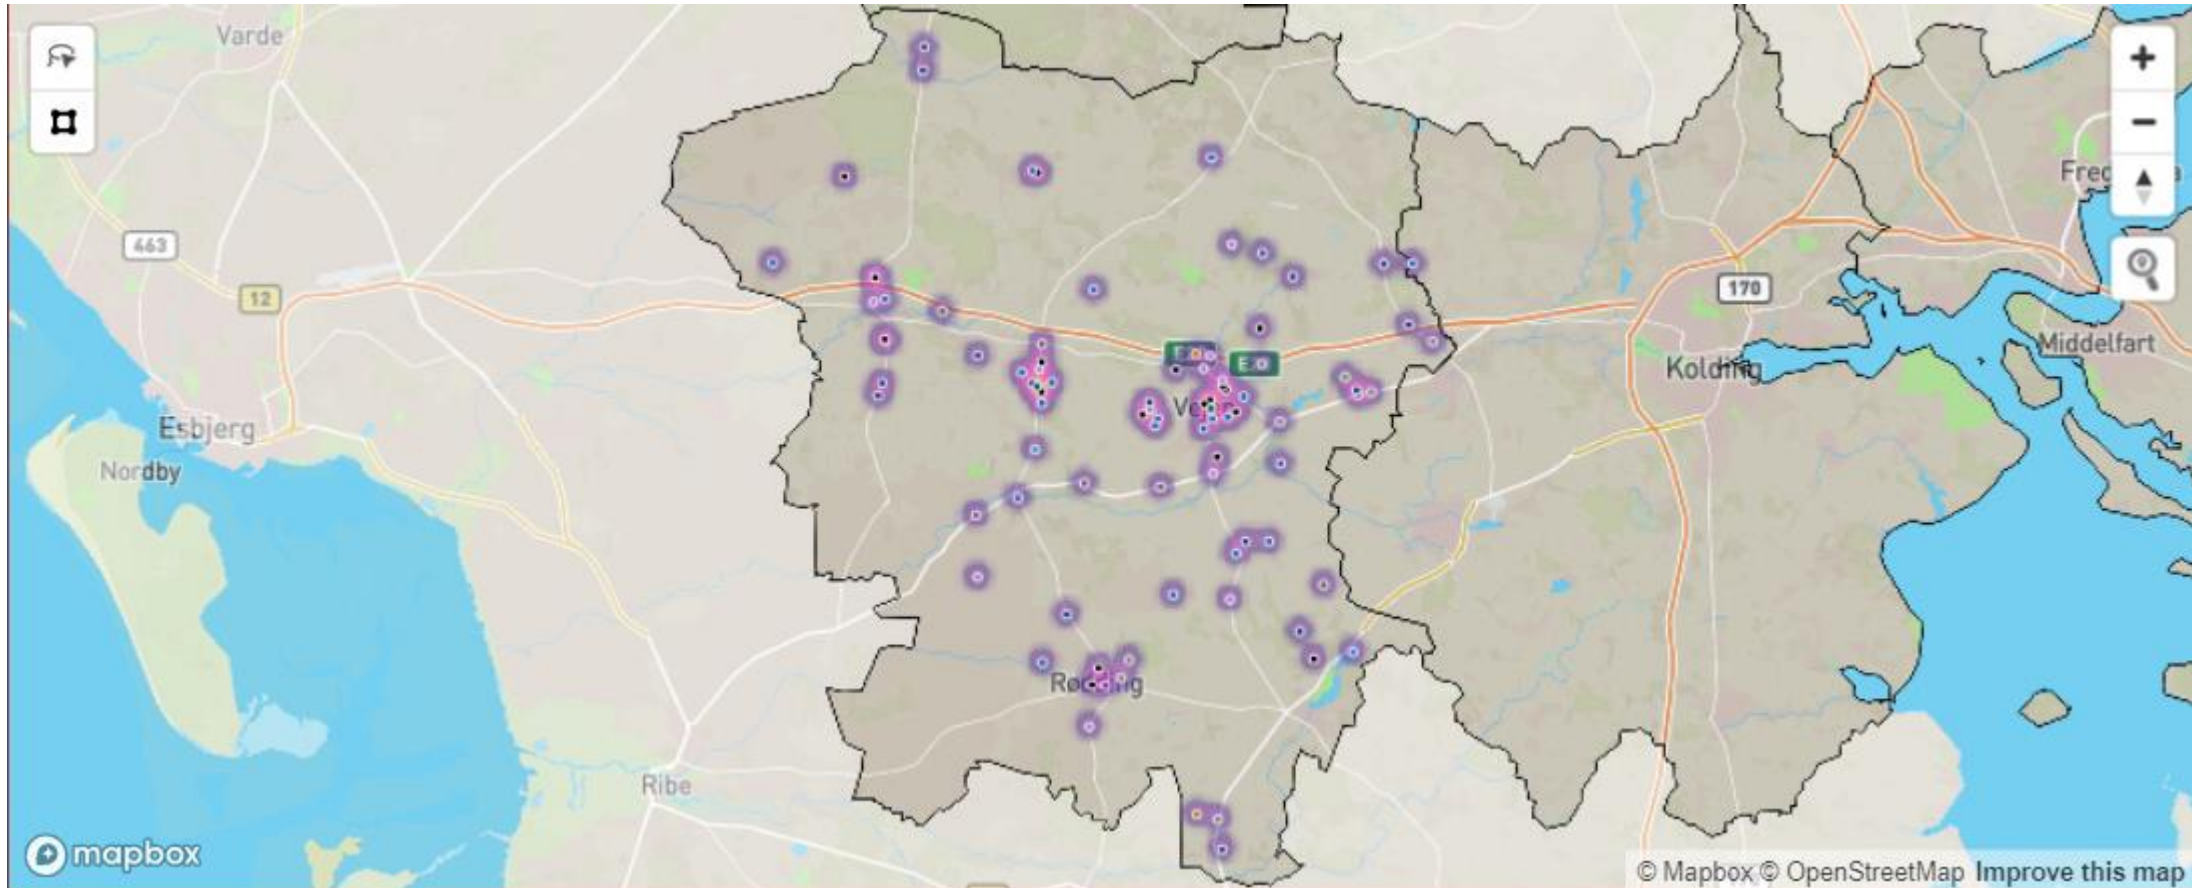 Varde
463
12
Esbjerg
Nordby
Ribe
170
Kolding
Middelfart
mapbox
© Mapbox © OpenStreetMap Improve this map